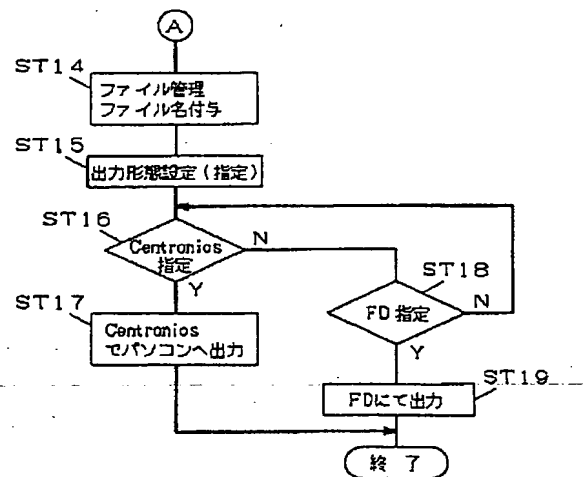 A
ST14
ファイル管理
ファイル名付与
ST15
出力形態設定(指定)
ST16
Centronios
指定
N
Y
ST18
FD指定
N
Y
ST17
Centronios
でパソコンへ出力
ST19
FDにて出力
終了